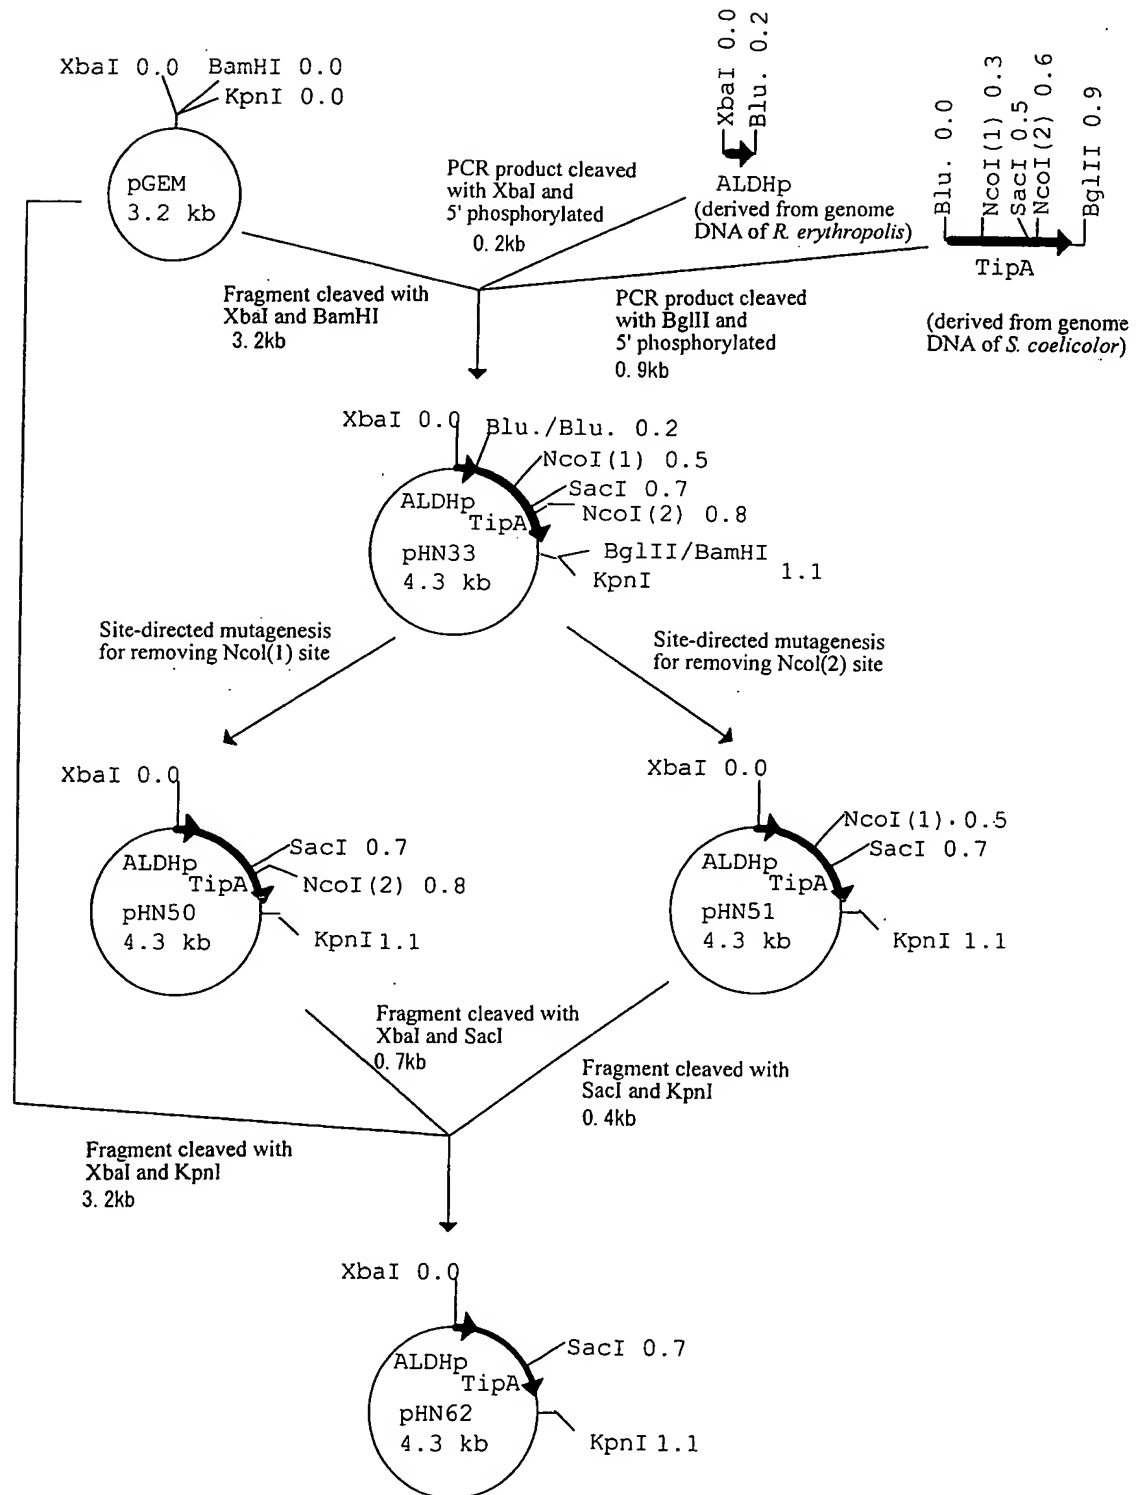 XbaI 0.0
BamHI 0.0
KpnI 0.0
pGEM
3.2 kb
XbaI 0.0
Blu. 0.2
ALDHp
(derived from genome
DNA of R. erythropolis)
PCR product cleaved
with XbaI and
5' phosphorylated
0.2kb
Blu. 0.0
NcoI(1) 0.3
SacI 0.5
NcoI(2) 0.6
BglII 0.9
TipA
(derived from genome
DNA of S. coelicolor)
Fragment cleaved with
XbaI and BamHI
3.2kb
PCR product cleaved
with BglII and
5' phosphorylated
0.9kb
XbaI 0.0
Blu./Blu. 0.2
NcoI(1) 0.5
SacI 0.7
NcoI(2) 0.8
BglII/BamHI
KpnI
1.1
ALDHp
TipA
pHN33
4.3 kb
Site-directed mutagenesis
for removing NcoI(1) site
Site-directed mutagenesis
for removing NcoI(2) site
XbaI 0.0
SacI 0.7
NcoI(2) 0.8
KpnI 1.1
ALDHp
TipA
pHN50
4.3 kb
XbaI 0.0
NcoI(1) 0.5
SacI 0.7
KpnI 1.1
ALDHp
TipA
pHN51
4.3 kb
Fragment cleaved with
XbaI and SacI
0.7kb
Fragment cleaved with
SacI and KpnI
0.4kb
Fragment cleaved with
XbaI and KpnI
3.2kb
XbaI 0.0
SacI 0.7
KpnI 1.1
ALDHp
TipA
pHN62
4.3 kb